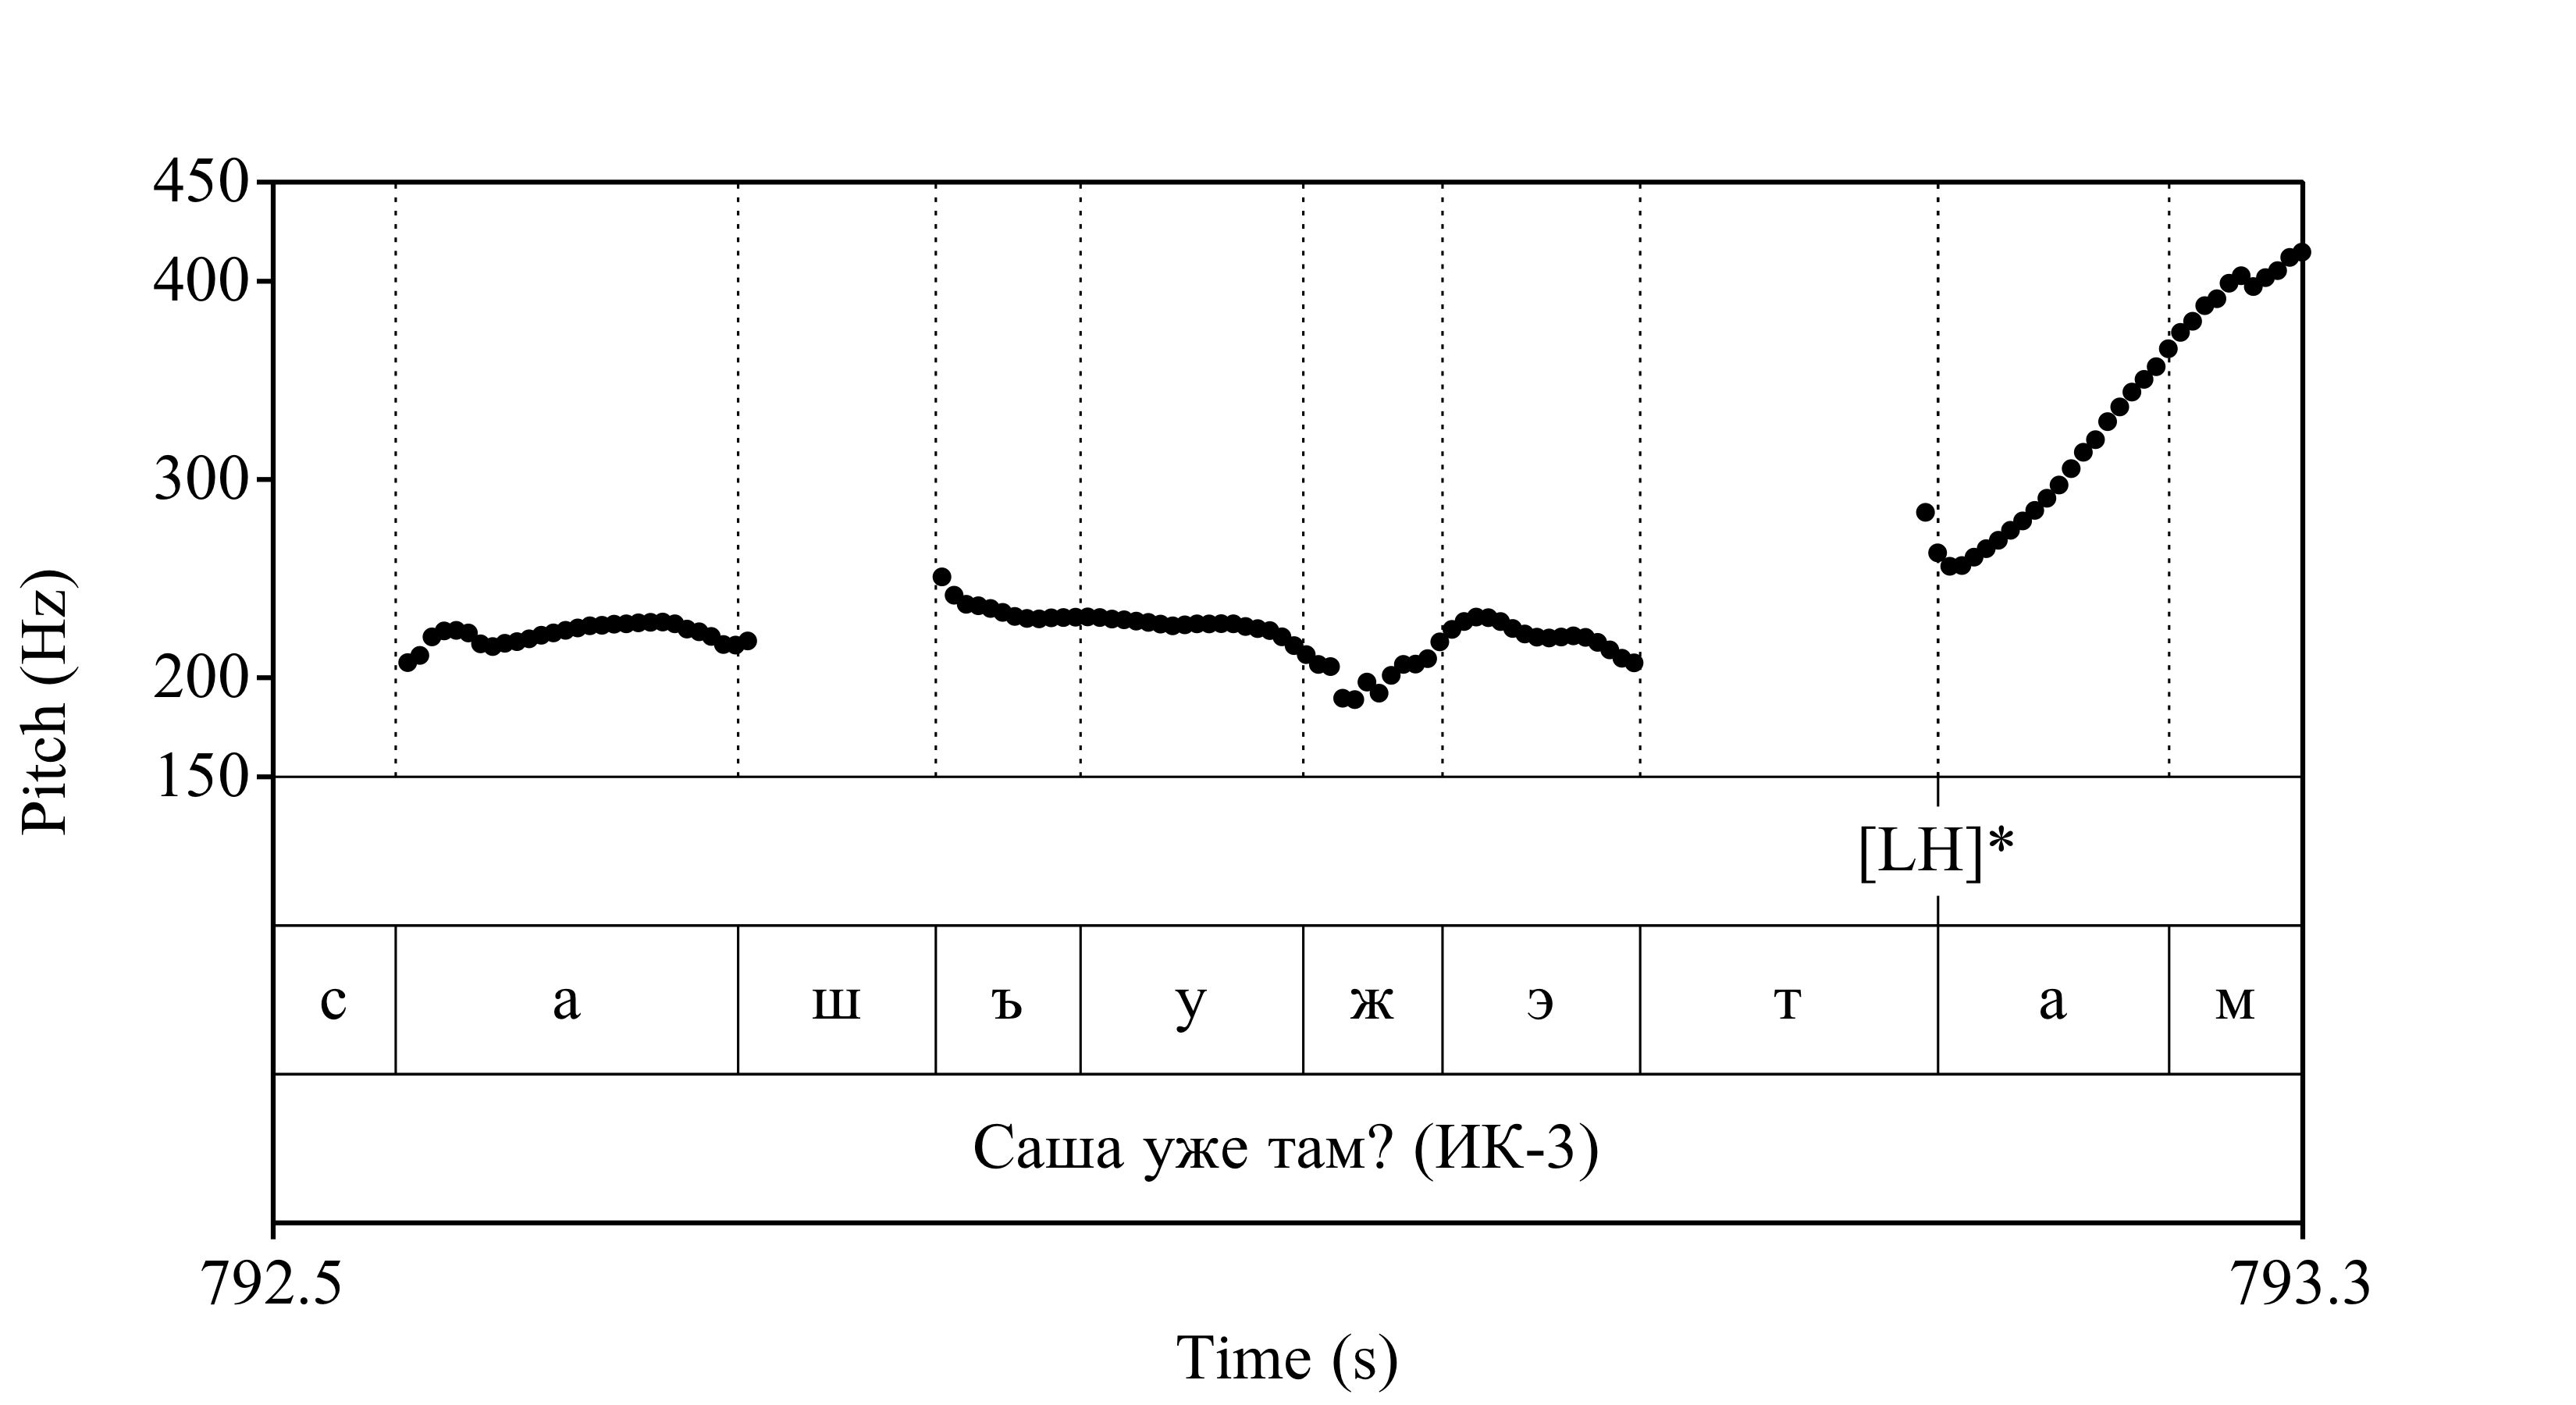 450
400
300
200
150
Pitch (Hz)
[LH]*
с а ш ъ у ж э т а м
Саша уже там? (ИК-3)
792.5 793.3
Time (s)